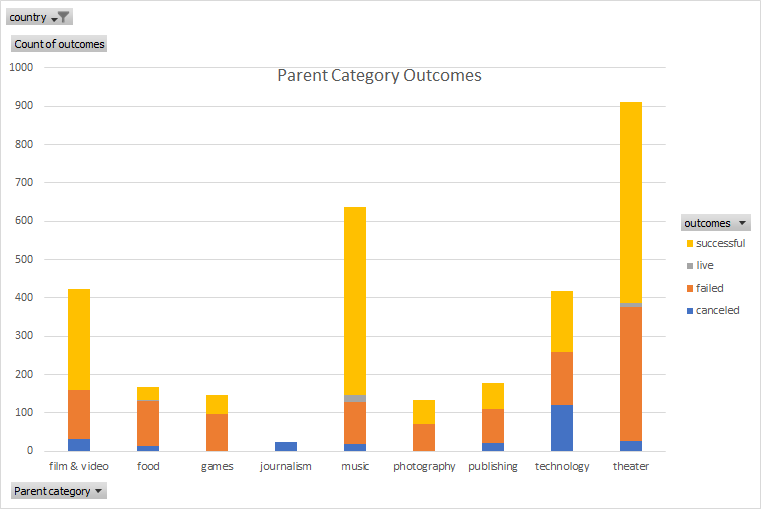 country
Count of outcomes
Parent Category Outcomes
1000
900
800
700
600
500
400
300
200
100
0
film & video
food
games
journalism
music
photography
publishing
technology
theater
outcomes
successful
live
failed
canceled
Parent category